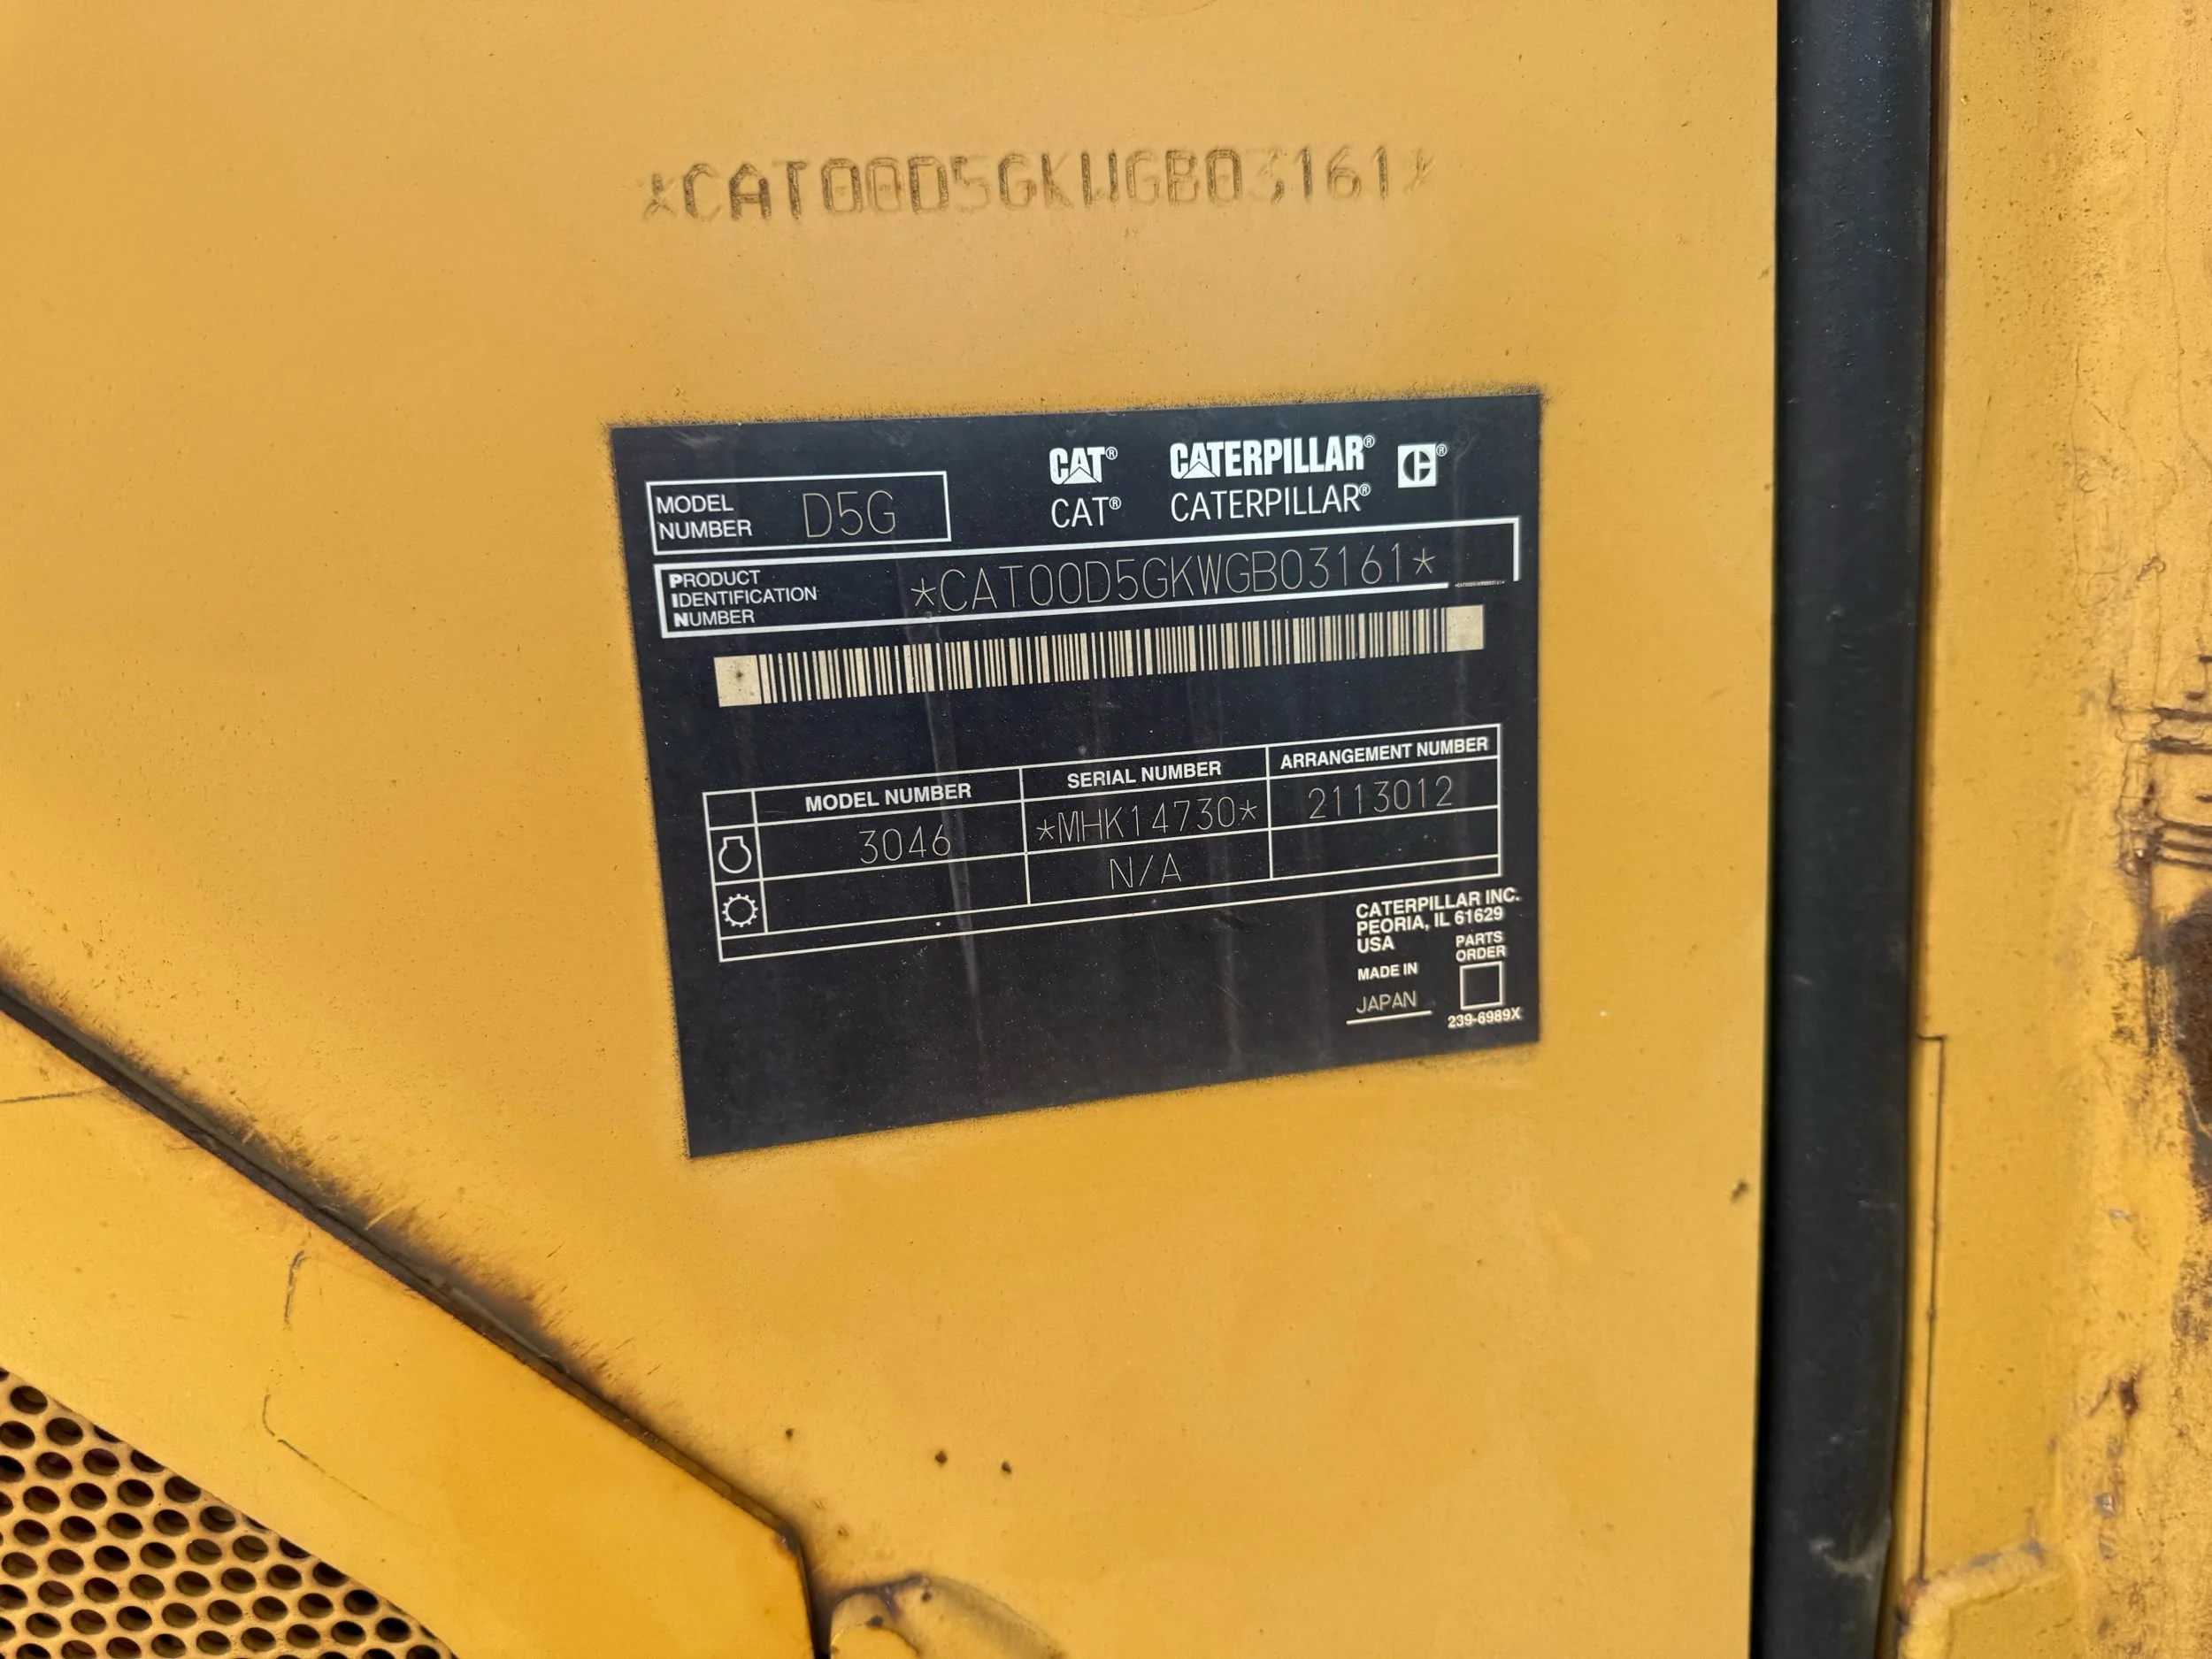 *CAT00D5GKWGB03161*
CAT® CATERPILLAR® C®
CAT® CATERPILLAR®
MODEL NUMBER D5G
PRODUCT IDENTIFICATION NUMBER *CAT00D5GKWGB03161*
MODEL NUMBER SERIAL NUMBER ARRANGEMENT NUMBER
3046 *MHK14730* 2113012
N/A
CATERPILLAR INC.
PEORIA, IL 61629
USA
PARTS ORDER
MADE IN
JAPAN
239-6989X